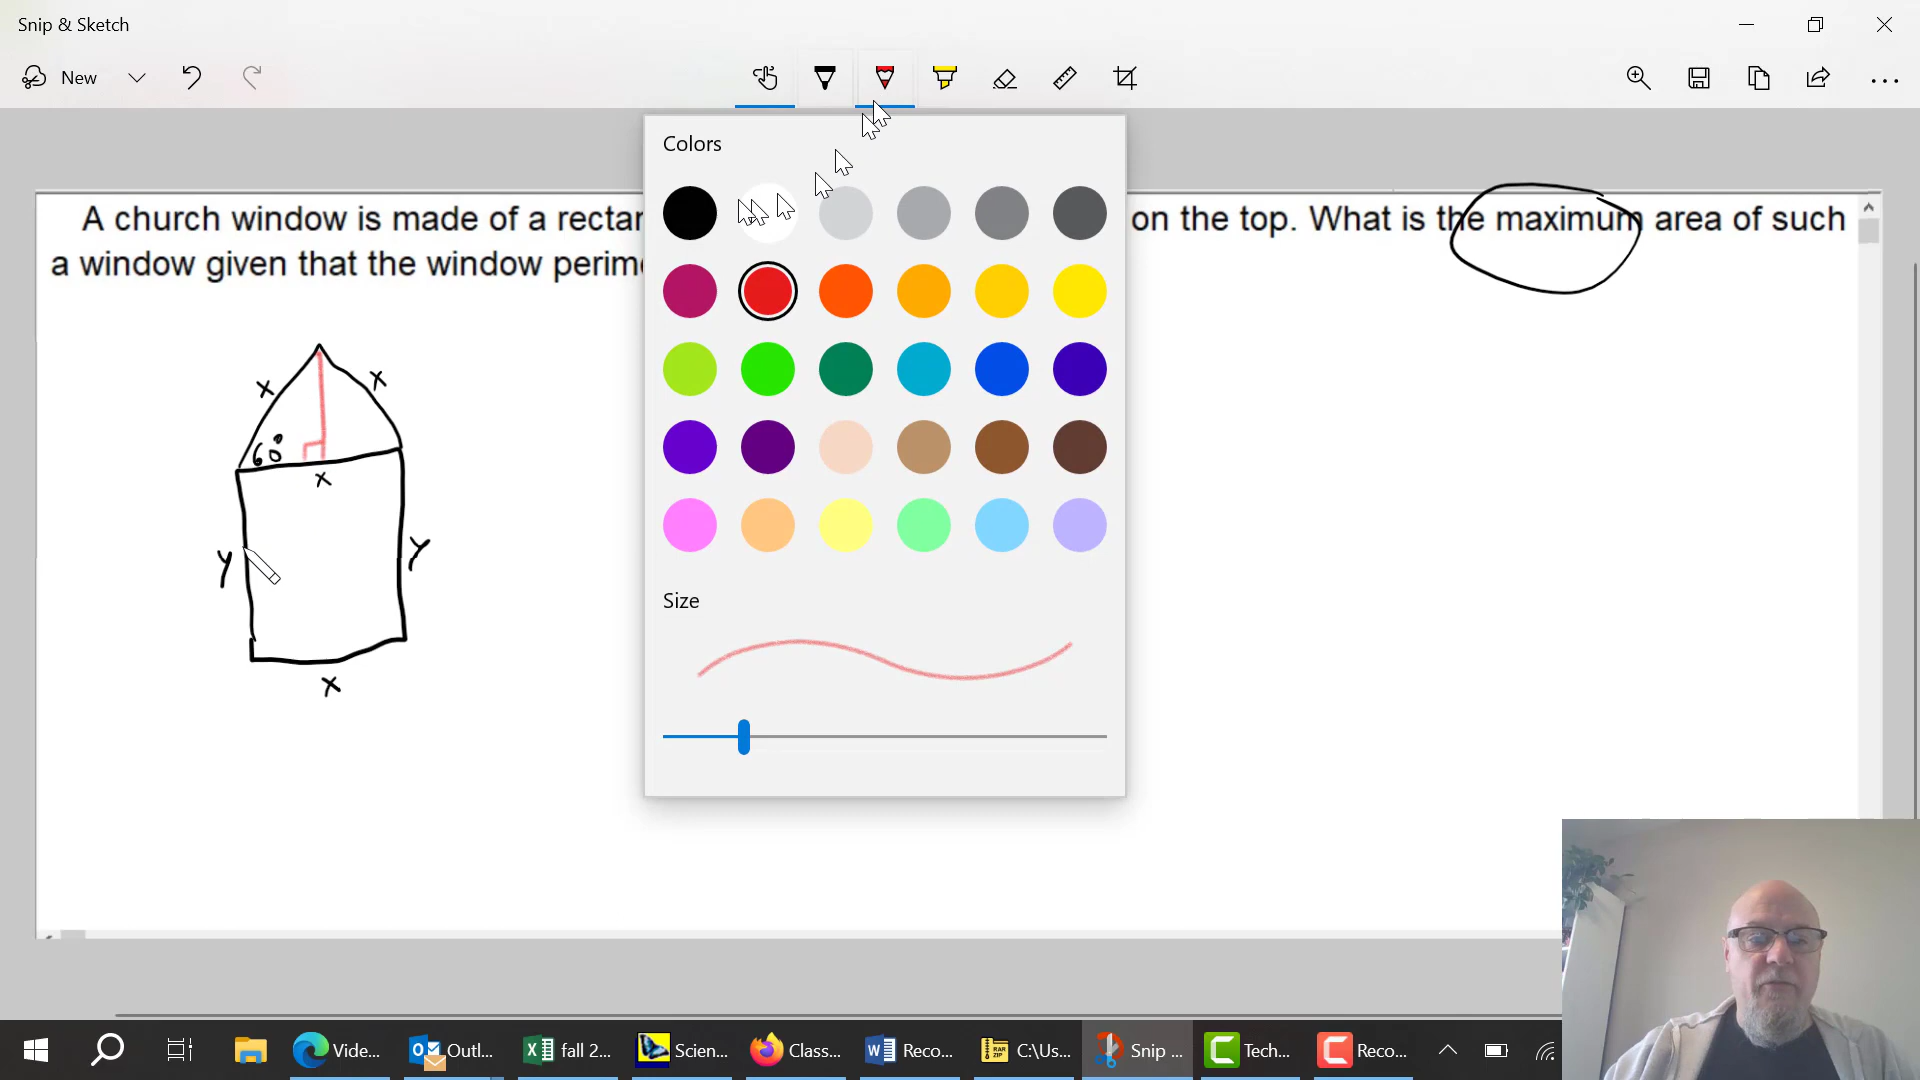 Snip & Sketch
New
Colors
A church window is made of a rectan on the top. What is the maximum area of such
a window given that the window perim
x
x
60°
x
y
y
x
Size
Vide...
Outl...
fall 2...
Scien...
Class...
Reco...
C:\Us...
Snip ...
Tech...
Reco...